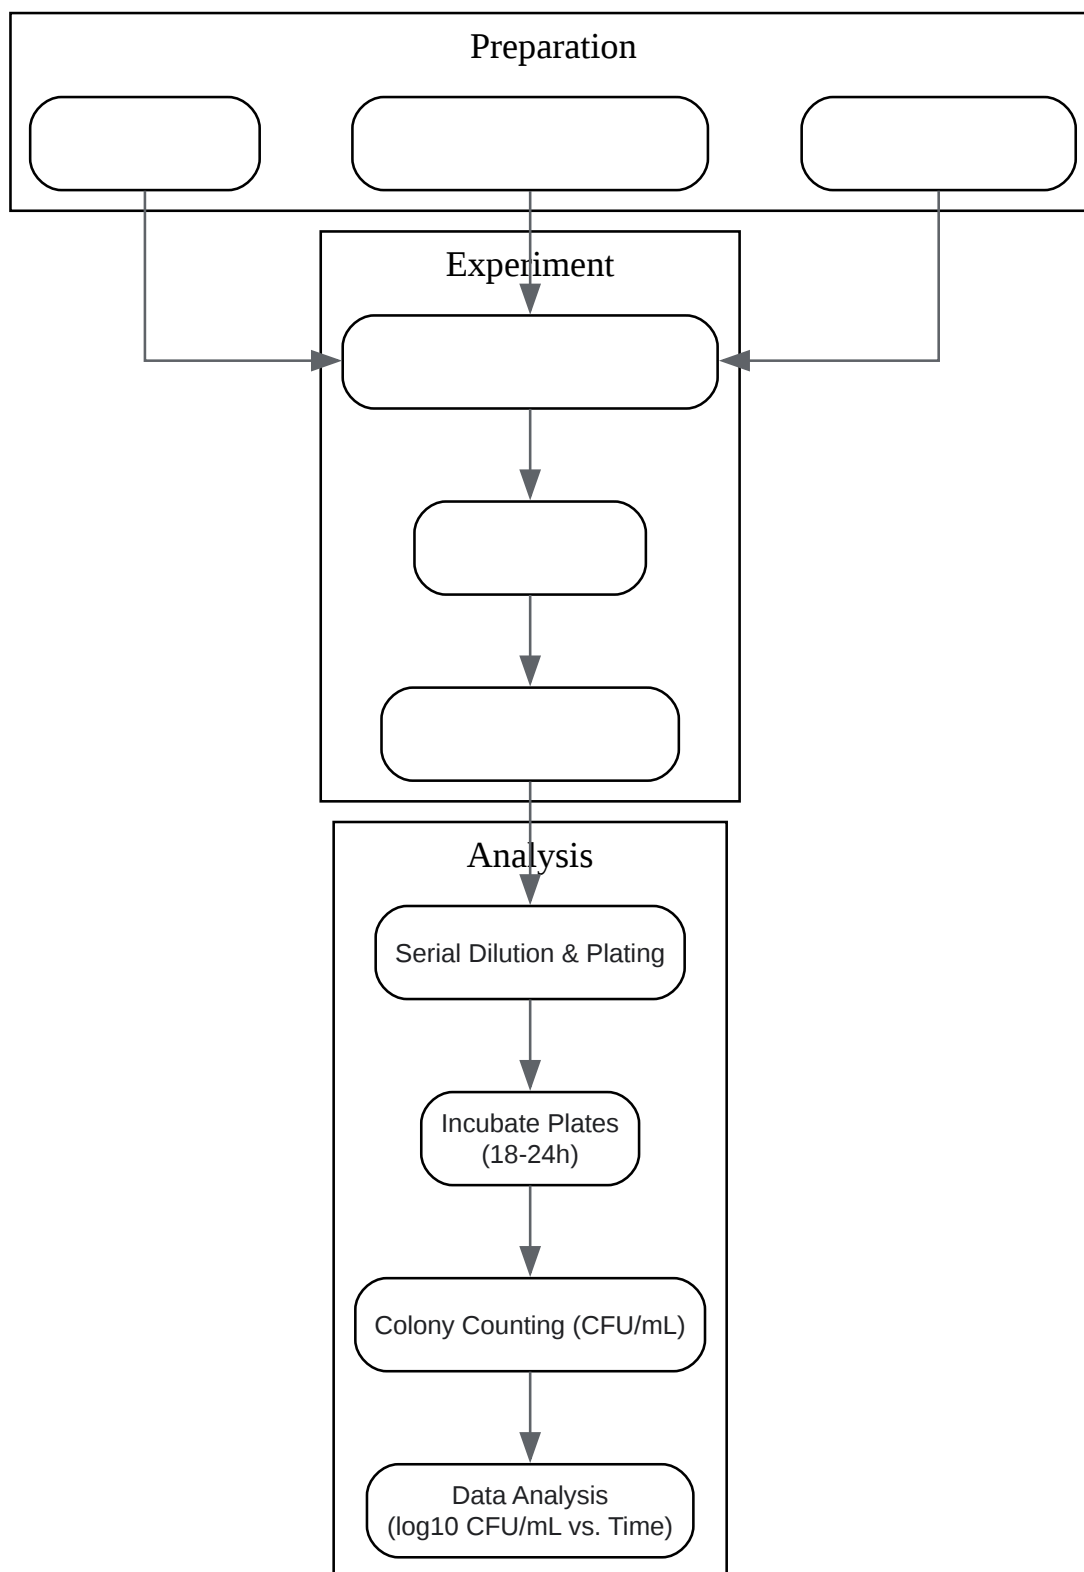 Preparation
Experiment
Analysis
Serial Dilution & Plating
Incubate Plates
(18-24h)
Colony Counting (CFU/mL)
Data Analysis
(log10 CFU/mL vs. Time)